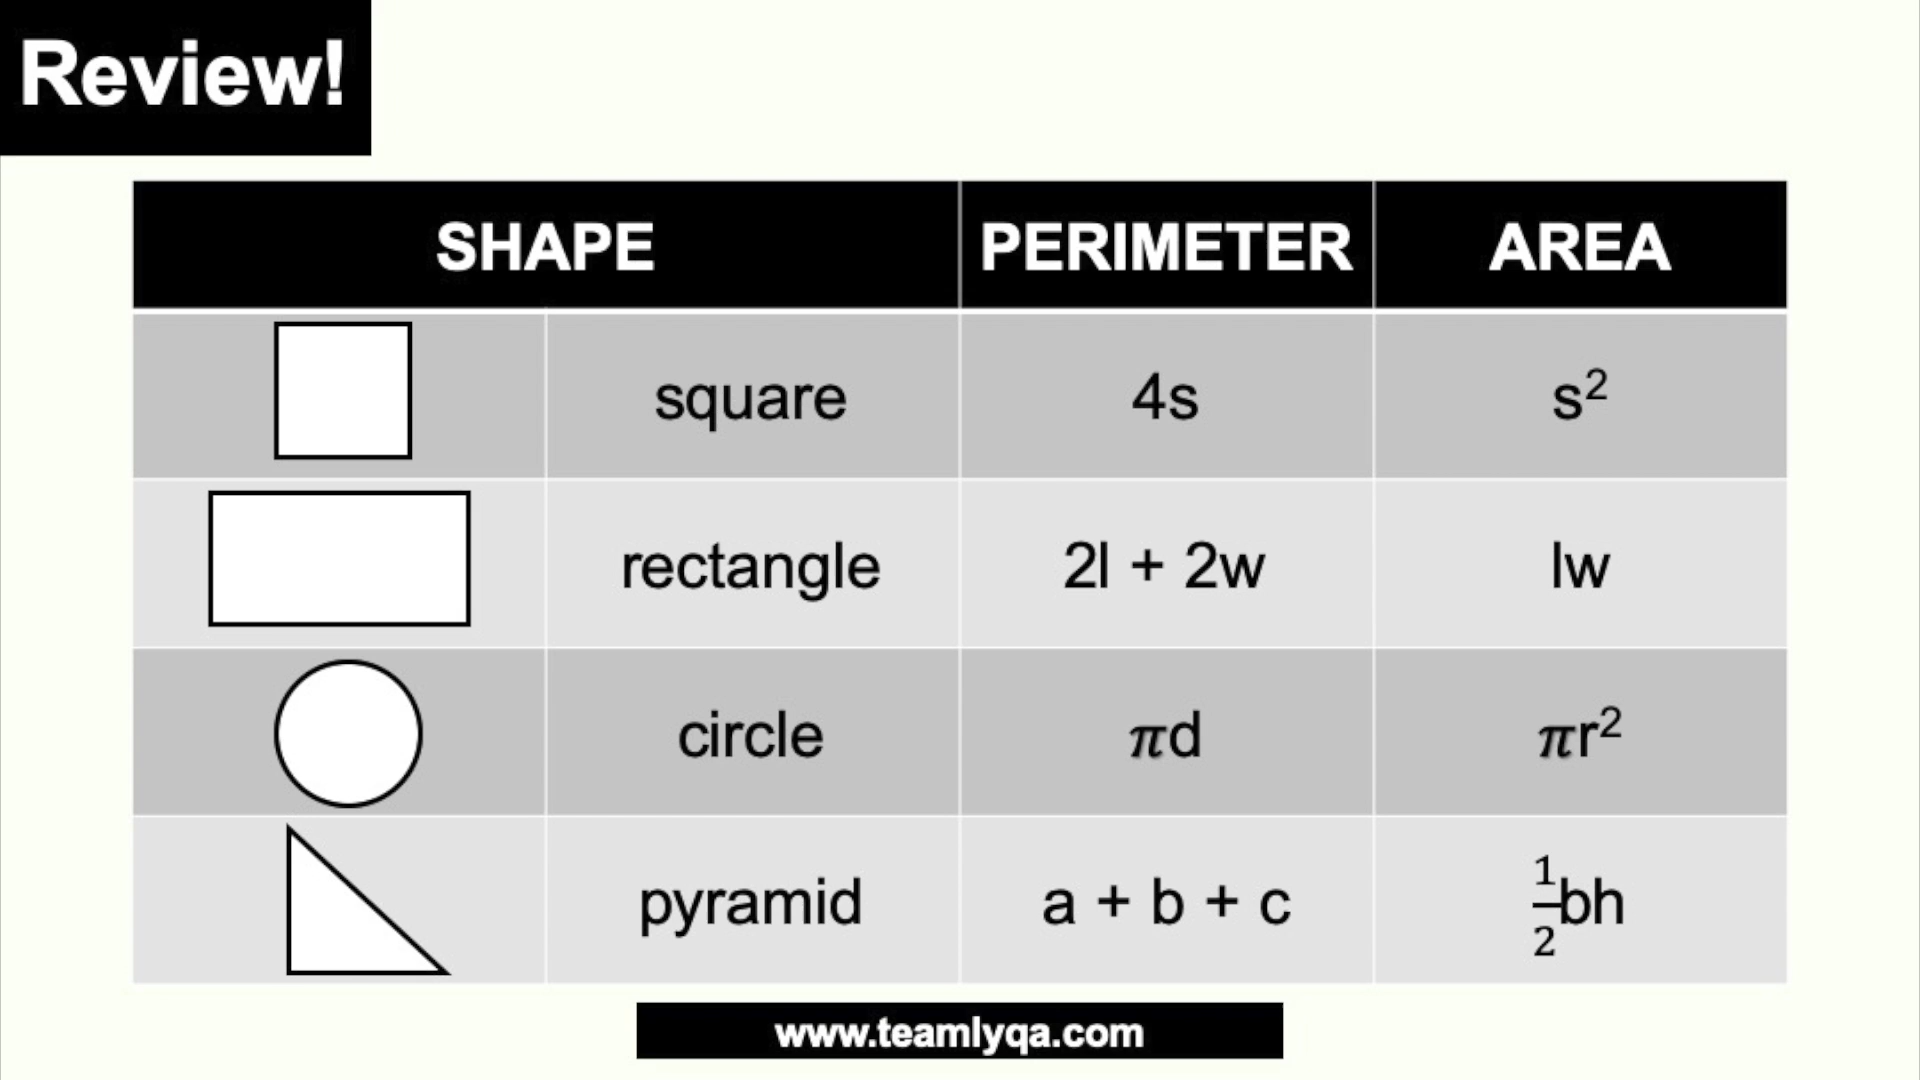 Review!
SHAPE PERIMETER AREA
square 4s s²
rectangle 2l + 2w lw
circle πd πr²
pyramid a + b + c ½bh
www.teamlyqa.com